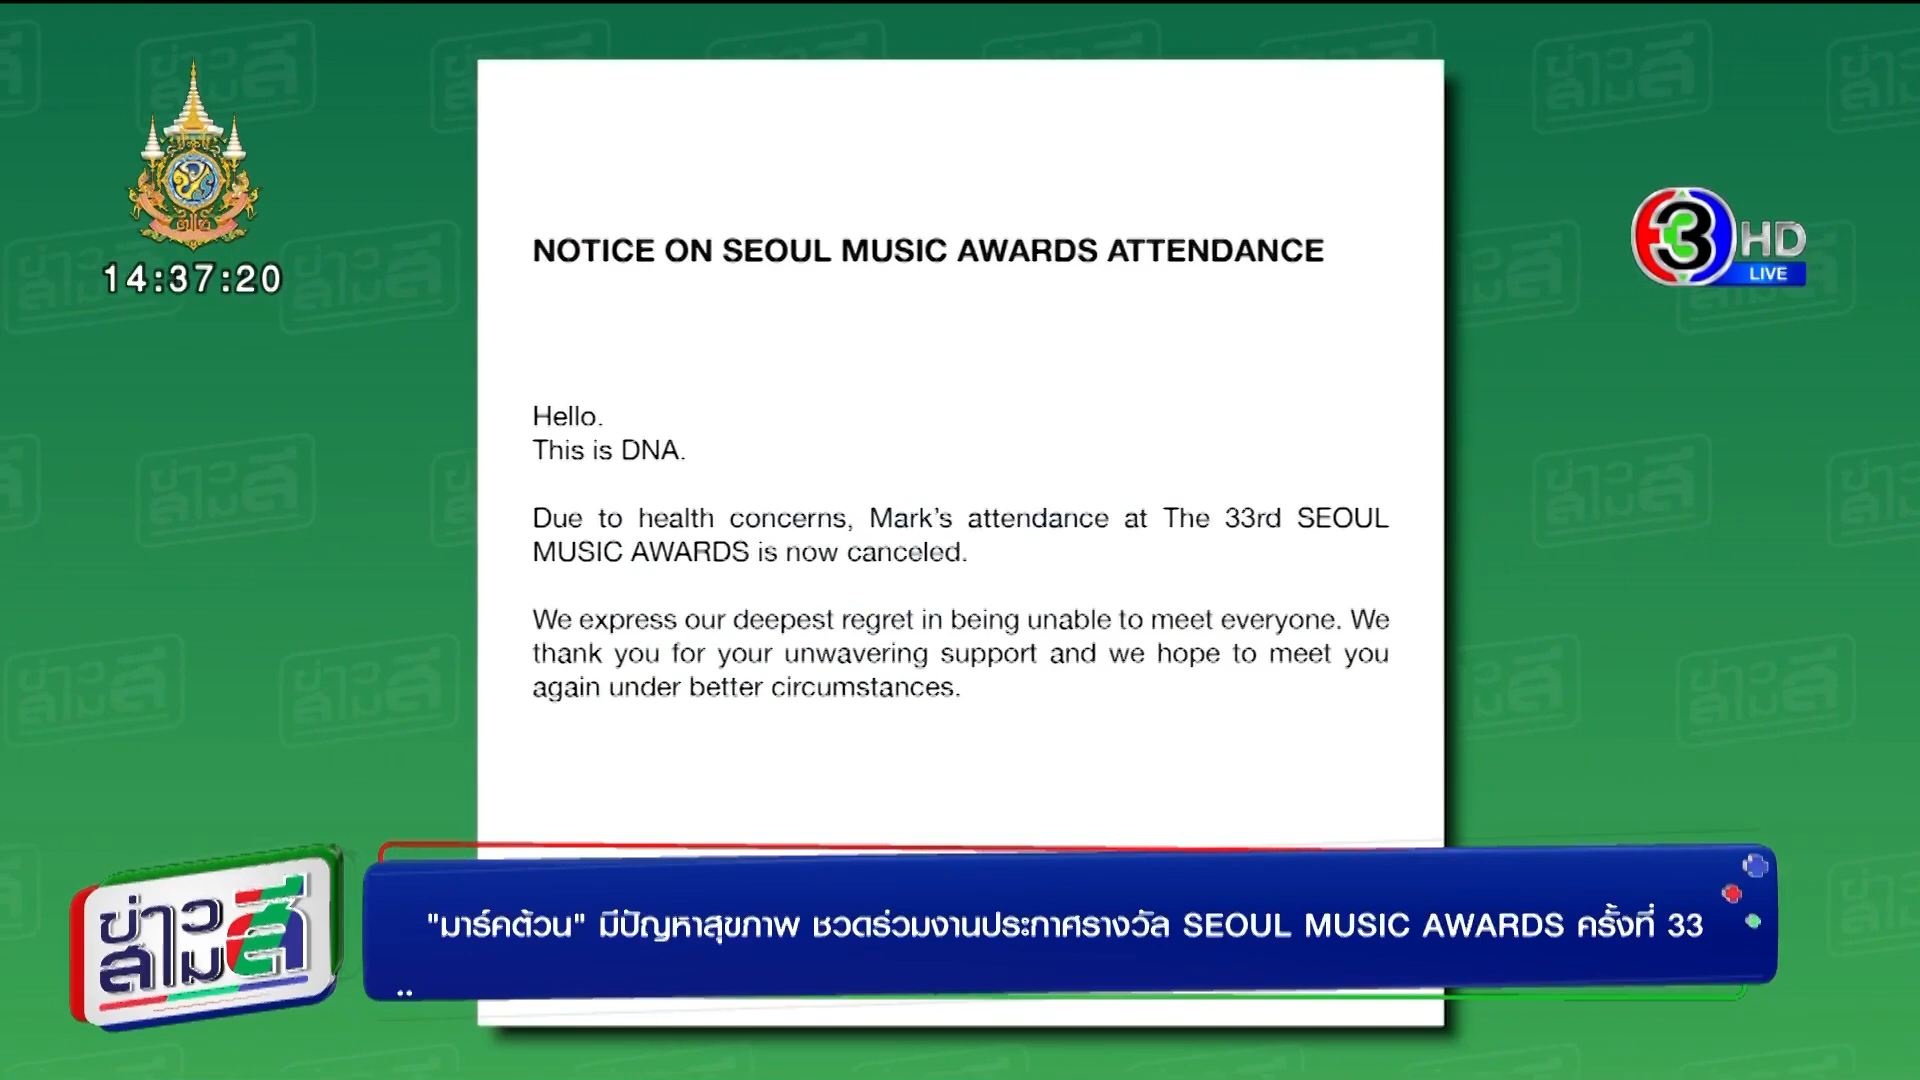 14:37:20
3 HD
LIVE
NOTICE ON SEOUL MUSIC AWARDS ATTENDANCE
Hello.
This is DNA.
Due to health concerns, Mark's attendance at The 33rd SEOUL
MUSIC AWARDS is now canceled.
We express our deepest regret in being unable to meet everyone. We
thank you for your unwavering support and we hope to meet you
again under better circumstances.
ข่าว
สามสี
"มาร์คต้วน" มีปัญหาสุขภาพ ชวดร่วมงานประกาศรางวัล SEOUL MUSIC AWARDS ครั้งที่ 33